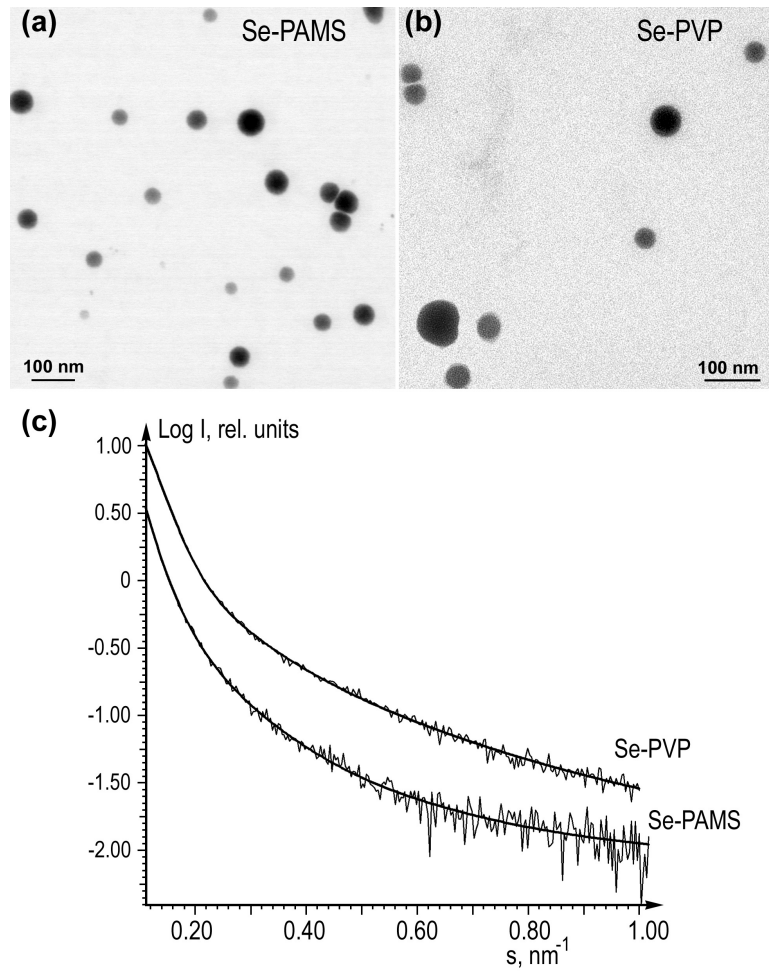 (a)
Se-PAMS
100 nm
(b)
Se-PVP
100 nm
(c)
Log I, rel. units
1.00
0.50
0
-0.50
-1.00
-1.50
-2.00
Se-PVP
Se-PAMS
0.20 0.40 0.60 0.80 1.00
s, nm⁻¹